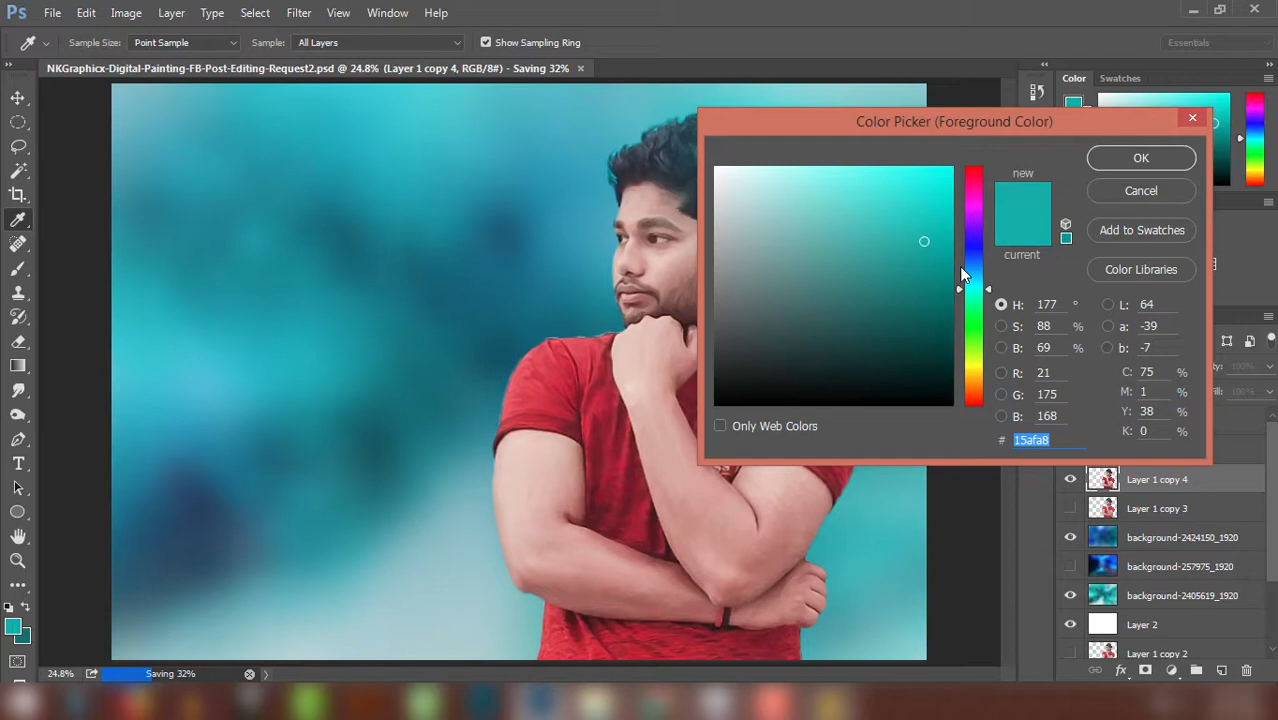 Ps File Edit Image Layer Type Select Filter View Window Help
Sample Size: Point Sample Sample: All Layers Show Sampling Ring Essentials
NKGraphicx-Digital-Painting-FB-Post-Editing-Request2.psd @ 24.8% (Layer 1 copy 4, RGB/8#) - Saving 32%
Color Swatches
Color Picker (Foreground Color)
OK
new
Cancel
Add to Swatches
current
Color Libraries
H: 177 ° L: 64
S: 88 % a: -39
B: 69 % b: -7
R: 21 C: 75 %
G: 175 M: 1 %
B: 168 Y: 38 %
K: 0 %
Only Web Colors
# 15afa8
Layer 1 copy 4
Layer 1 copy 3
background-2424150_1920
background-257975_1920
background-2405619_1920
Layer 2
Layer 1 copy 2
T
fx
24.8% Saving 32%